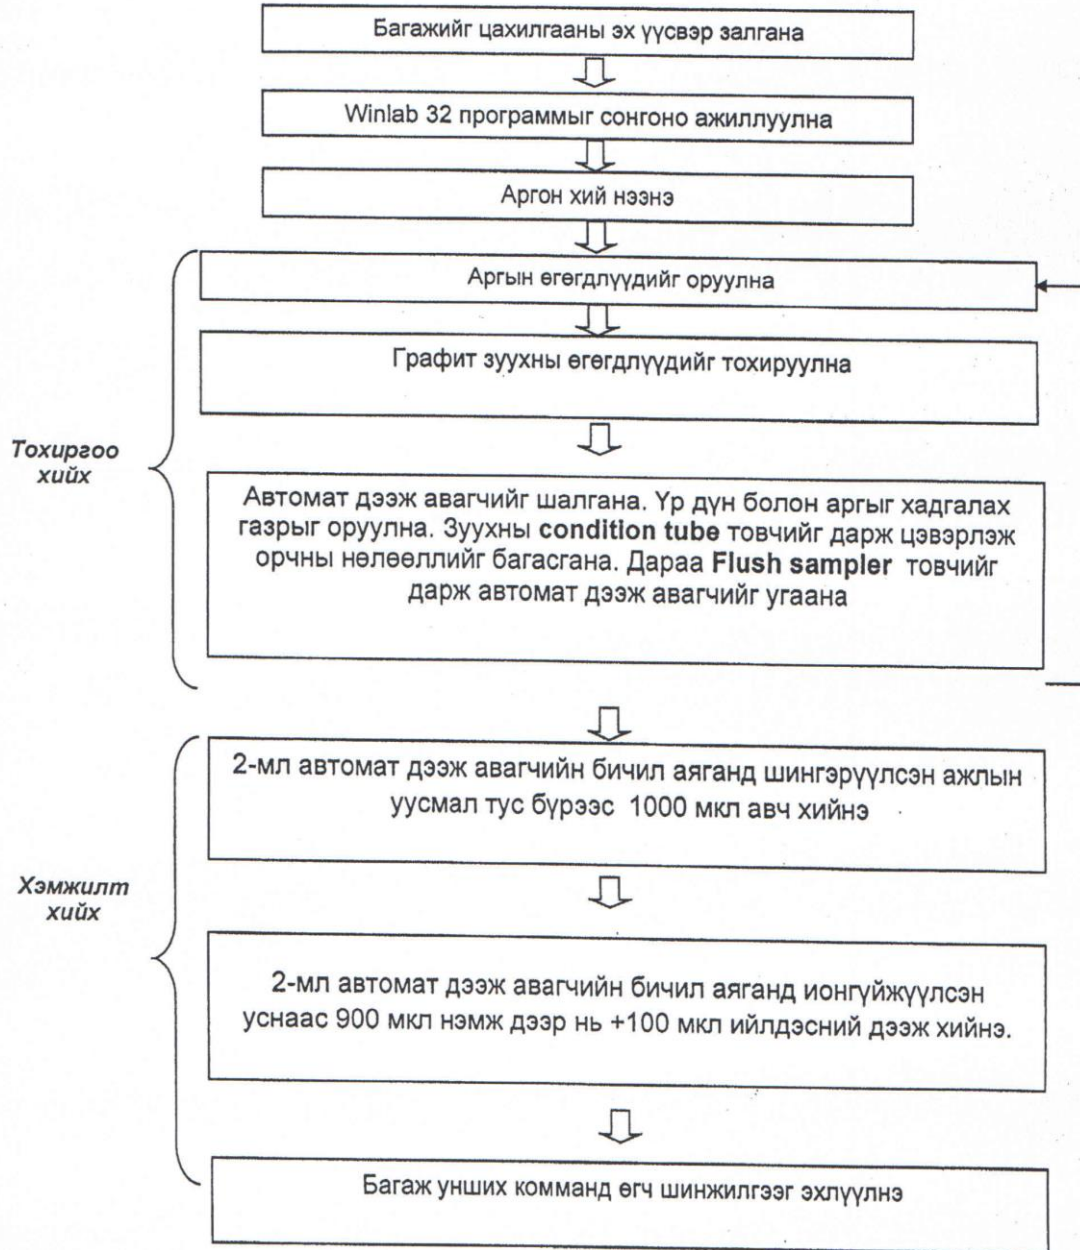 Багажийг цахилгааны эх үүсвэр залгана
Winlab 32 программыг сонгоно ажиллуулна
Аргон хий нээнэ
Аргын өгөгдлүүдийг оруулна
Графит зуухны өгөгдлүүдийг тохируулна
Тохиргоо
хийх
Автомат дээж авагчийг шалгана. Үр дүн болон аргыг хадгалах
газрыг оруулна. Зуухны condition tube товчийг дарж цэвэрлэж
орчны нөлөөллийг багасгана. Дараа Flush sampler товчийг
дарж автомат дээж авагчийг угаана
2-мл автомат дээж авагчийн бичил аяганд шингэрүүлсэн ажлын
уусмал тус бүрээс 1000 мкл авч хийнэ
Хэмжилт
хийх
2-мл автомат дээж авагчийн бичил аяганд ионгүйжүүлсэн
уснаас 900 мкл нэмж дээр нь +100 мкл ийлдэсний дээж хийнэ.
Багаж унших комманд өгч шинжилгээг эхлүүлнэ